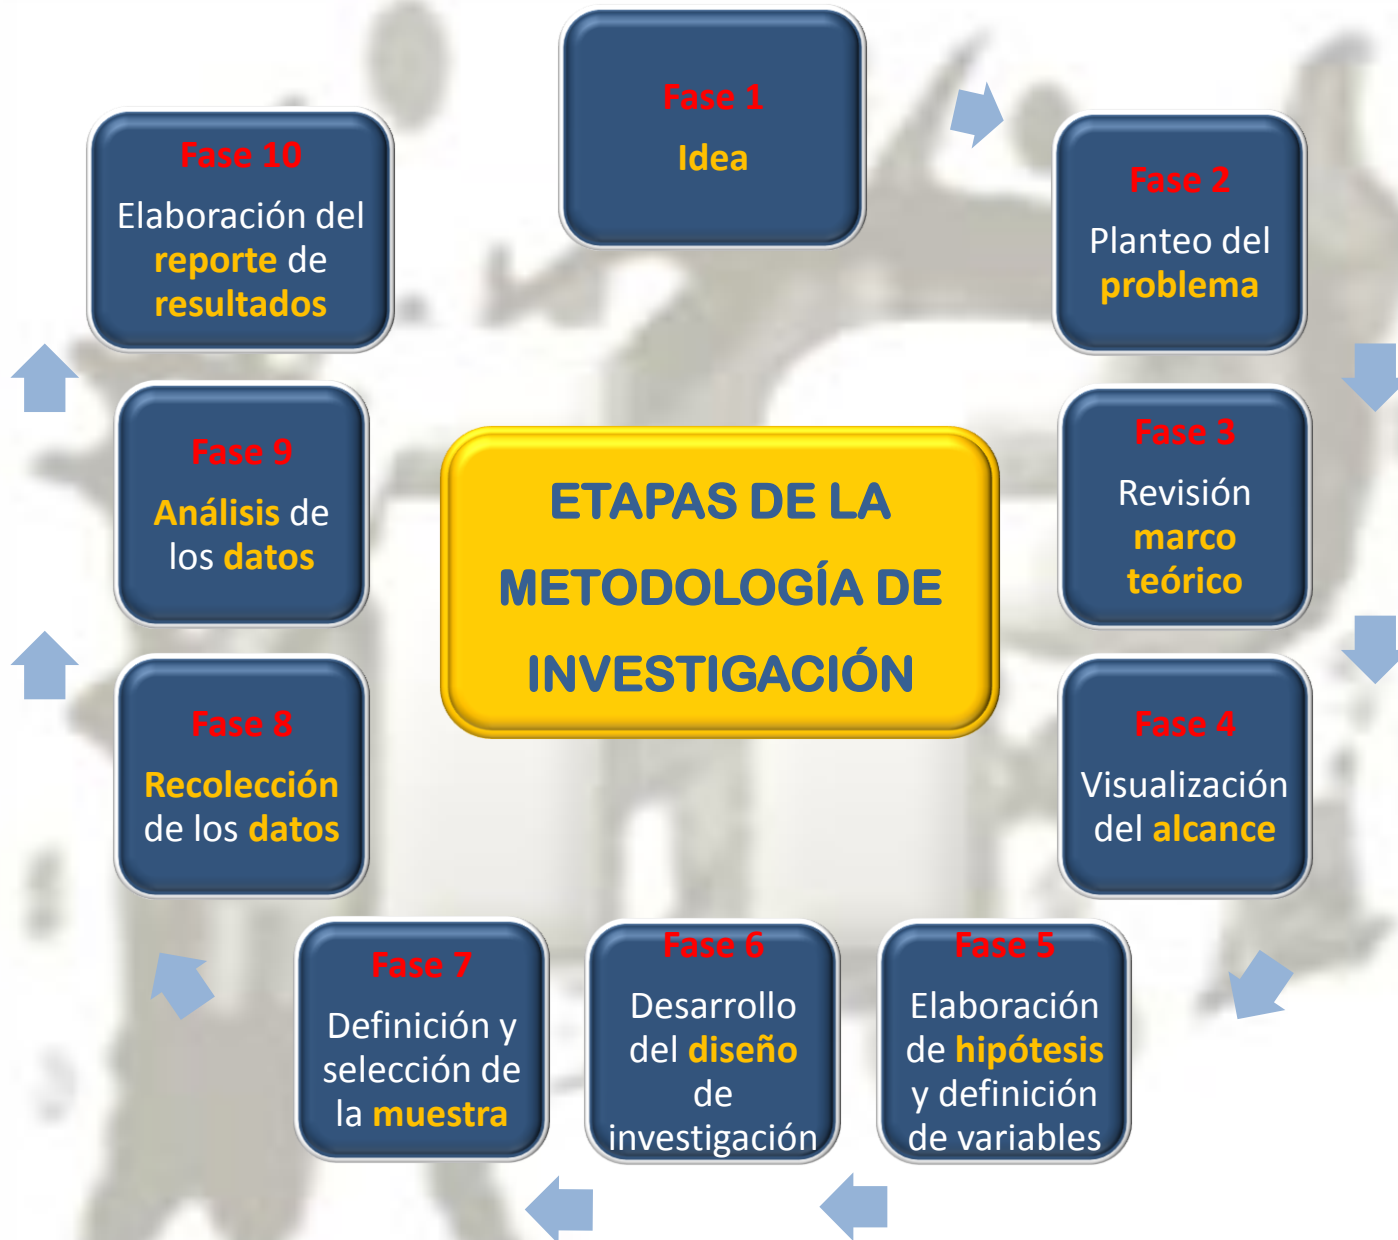 Fase 1
Idea
Fase 2
Planteo del
problema
Fase 3
Revisión
marco
teórico
Fase 4
Visualización
del alcance
Fase 5
Elaboración
de hipótesis
y definición
de variables
Fase 6
Desarrollo
del diseño
de
investigación
Fase 7
Definición y
selección de
la muestra
Fase 8
Recolección
de los datos
Fase 9
Análisis de
los datos
Fase 10
Elaboración del
reporte de
resultados
ETAPAS DE LA
METODOLOGÍA DE
INVESTIGACIÓN